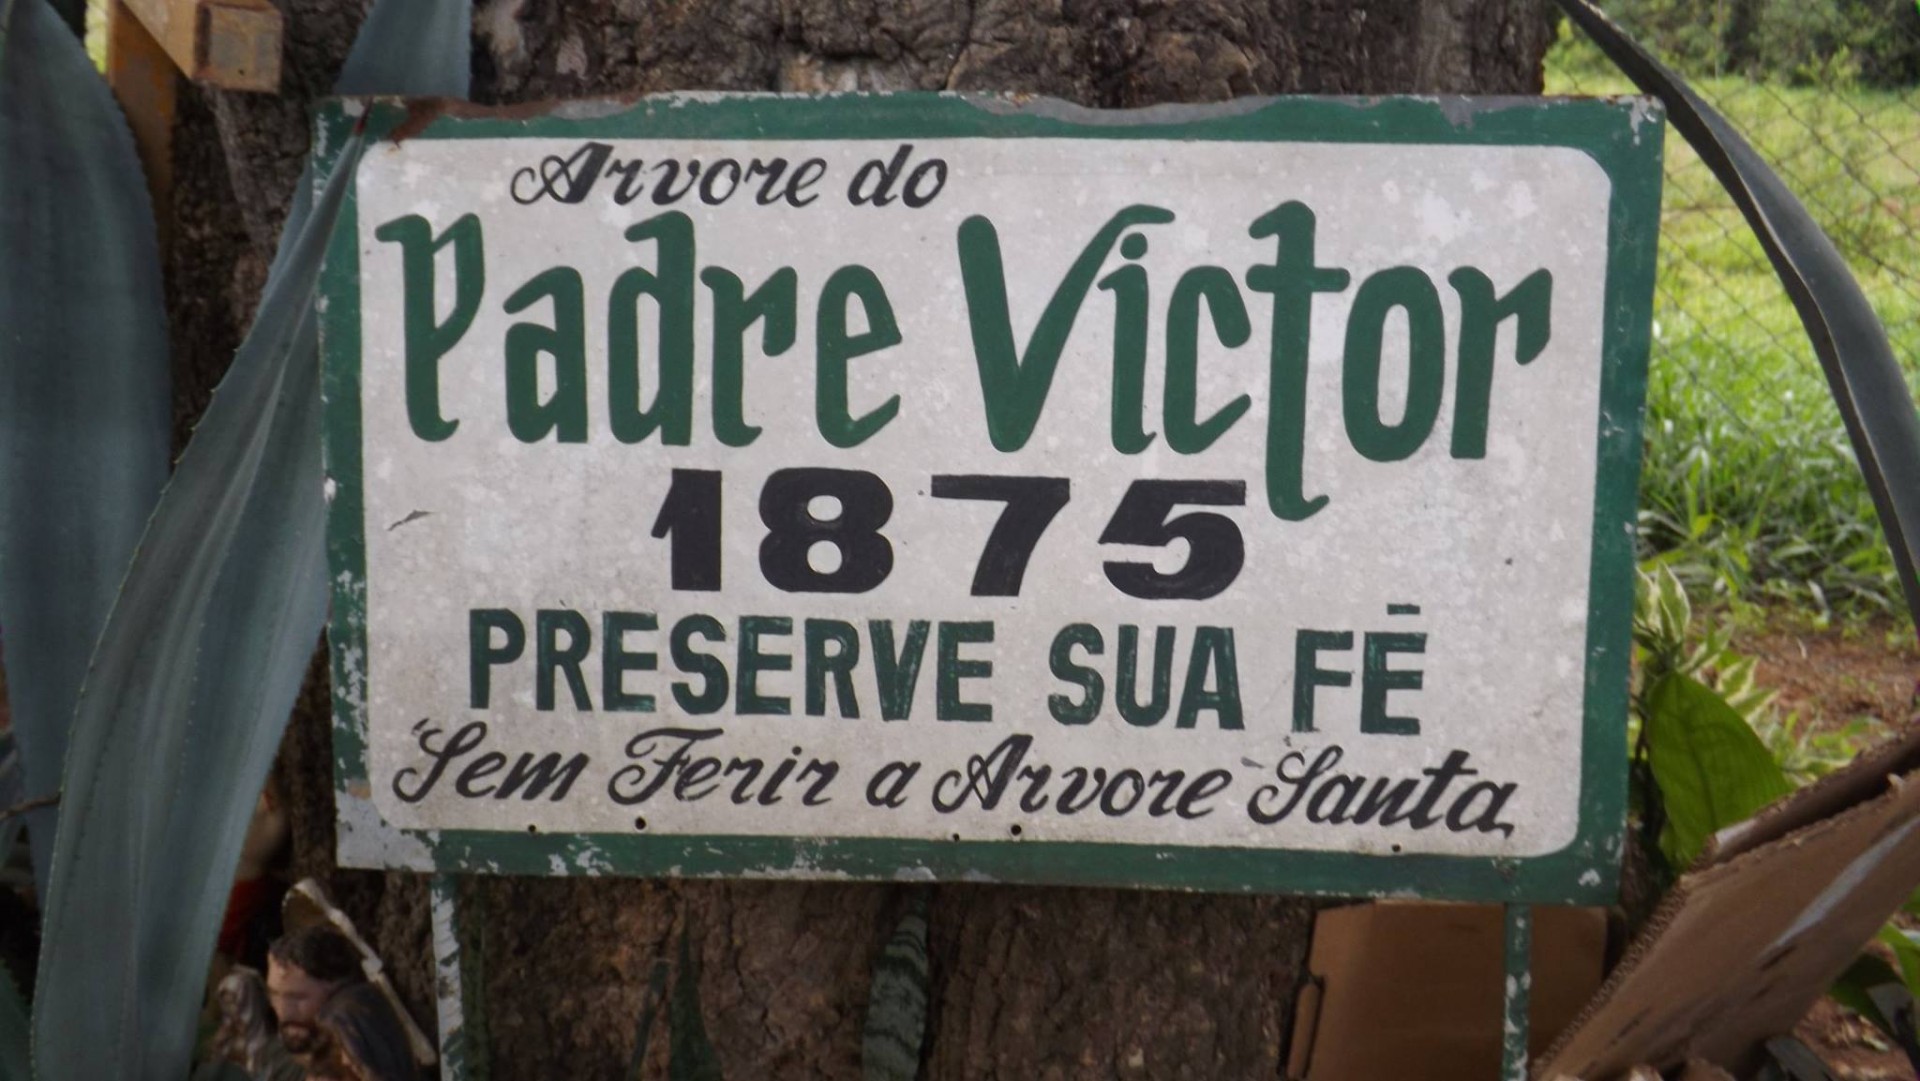 Arvore do
Padre Victor
1875
PRESERVE SUA FÉ
Sem Ferir a Arvore Santa